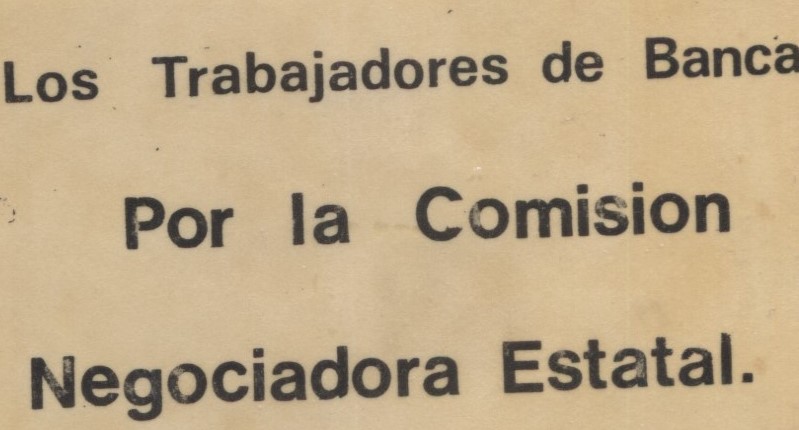 Los Trabajadores de Banca
Por la Comision
Negociadora Estatal.